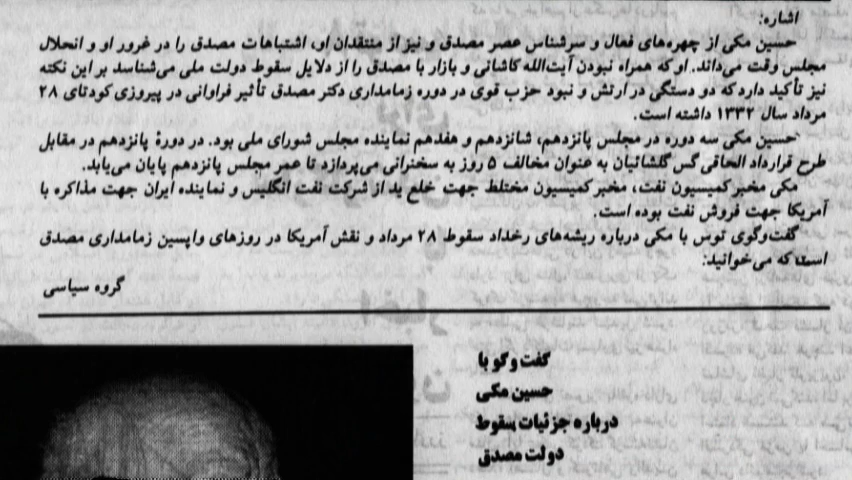 اشاره:
حسین مکی از چهره‌های فعال و سرشناس عصر مصدق و نیز از منتقدان او، اشتباهات مصدق را در غرور او و انحلال
مجلس وقت می‌داند. او که همراه نبودن آیت‌الله کاشانی و بازار با مصدق را از دلایل سقوط دولت ملی می‌شناسد بر این نکته
نیز تأکید دارد که دو دستگی در ارتش و نبود حزب قوی در دوره زمامداری دکتر مصدق تأثیر فراوانی در پیروزی کودتای ۲۸
مرداد سال ۱۳۳۲ داشته است.
حسین مکی سه دوره در مجلس پانزدهم، شانزدهم و هفدهم نماینده مجلس شورای ملی بود. در دورهٔ پانزدهم در مقابل
طرح قرارداد الحاقی گس گلشائیان به عنوان مخالف ۵ روز به سخنرانی می‌پردازد تا عمر مجلس پانزدهم پایان می‌یابد.
مکی مخبر کمیسیون نفت، مخبر کمیسیون مختلط جهت خلع ید از شرکت نفت انگلیس و نماینده ایران جهت مذاکره با
آمریکا جهت فروش نفت بوده است.
گفت‌وگوی توس با مکی درباره ریشه‌های رخداد سقوط ۲۸ مرداد و نقش آمریکا در روزهای واپسین زمامداری مصدق
است که می‌خوانید:
گروه سیاسی
گفت و گو با
حسین مکی
درباره جزئیات سقوط
دولت مصدق